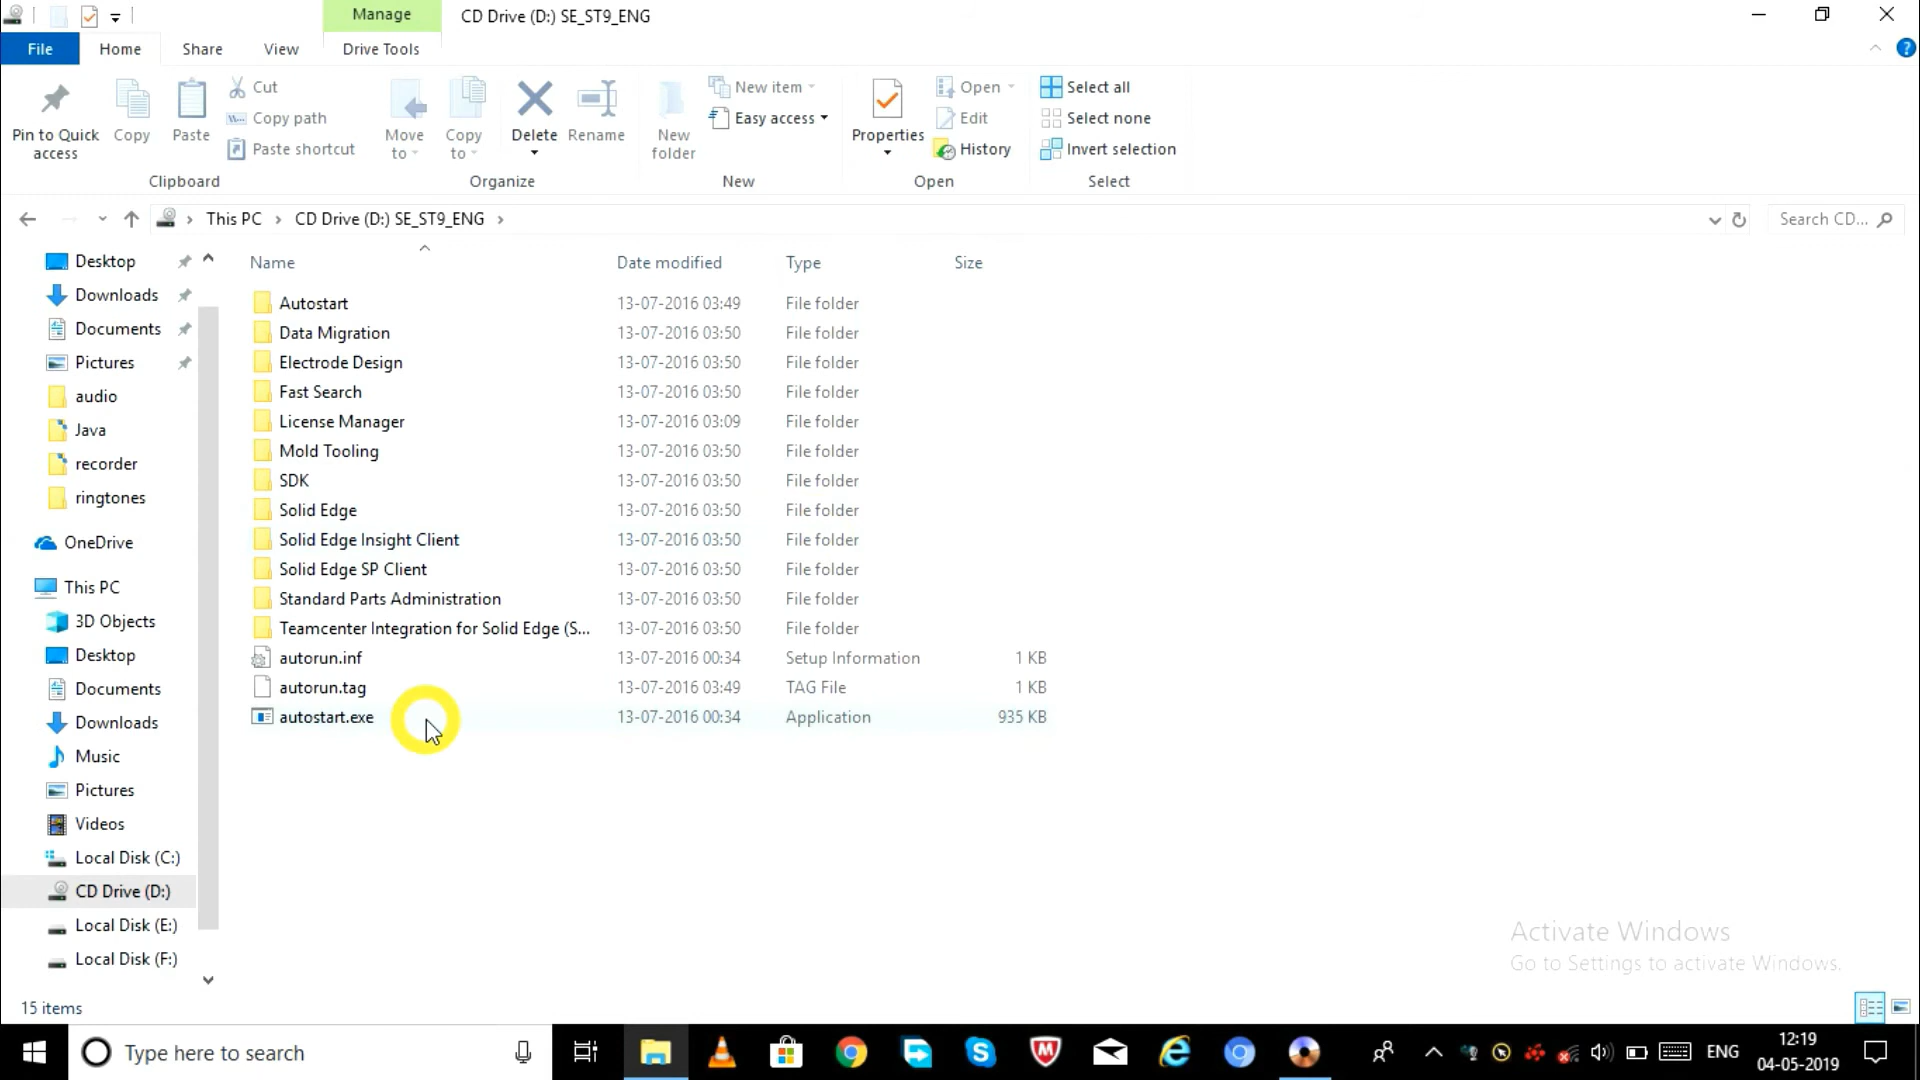 Manage CD Drive (D:) SE_ST9_ENG
File Home Share View Drive Tools
Pin to Quick access
Copy
Paste
Cut
Copy path
Paste shortcut
Clipboard
Move to
Copy to
Delete
Rename
Organize
New folder
New item
Easy access
New
Properties
Open
Edit
History
Open
Select all
Select none
Invert selection
Select
This PC CD Drive (D:) SE_ST9_ENG
Search CD...
Desktop
Downloads
Documents
Pictures
audio
Java
recorder
ringtones
OneDrive
This PC
3D Objects
Desktop
Documents
Downloads
Music
Pictures
Videos
Local Disk (C:)
CD Drive (D:)
Local Disk (E:)
Local Disk (F:)
Name Date modified Type Size
Autostart 13-07-2016 03:49 File folder
Data Migration 13-07-2016 03:50 File folder
Electrode Design 13-07-2016 03:50 File folder
Fast Search 13-07-2016 03:50 File folder
License Manager 13-07-2016 03:09 File folder
Mold Tooling 13-07-2016 03:50 File folder
SDK 13-07-2016 03:50 File folder
Solid Edge 13-07-2016 03:50 File folder
Solid Edge Insight Client 13-07-2016 03:50 File folder
Solid Edge SP Client 13-07-2016 03:50 File folder
Standard Parts Administration 13-07-2016 03:50 File folder
Teamcenter Integration for Solid Edge (S... 13-07-2016 03:50 File folder
autorun.inf 13-07-2016 00:34 Setup Information 1 KB
autorun.tag 13-07-2016 03:49 TAG File 1 KB
autostart.exe 13-07-2016 00:34 Application 935 KB
Activate Windows
Go to Settings to activate Windows.
15 items
Type here to search
ENG
12:19
04-05-2019